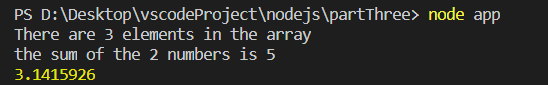 PS D:\Desktop\vscodeProject\nodejs\partThree> node app
There are 3 elements in the array
the sum of the 2 numbers is 5
3.1415926